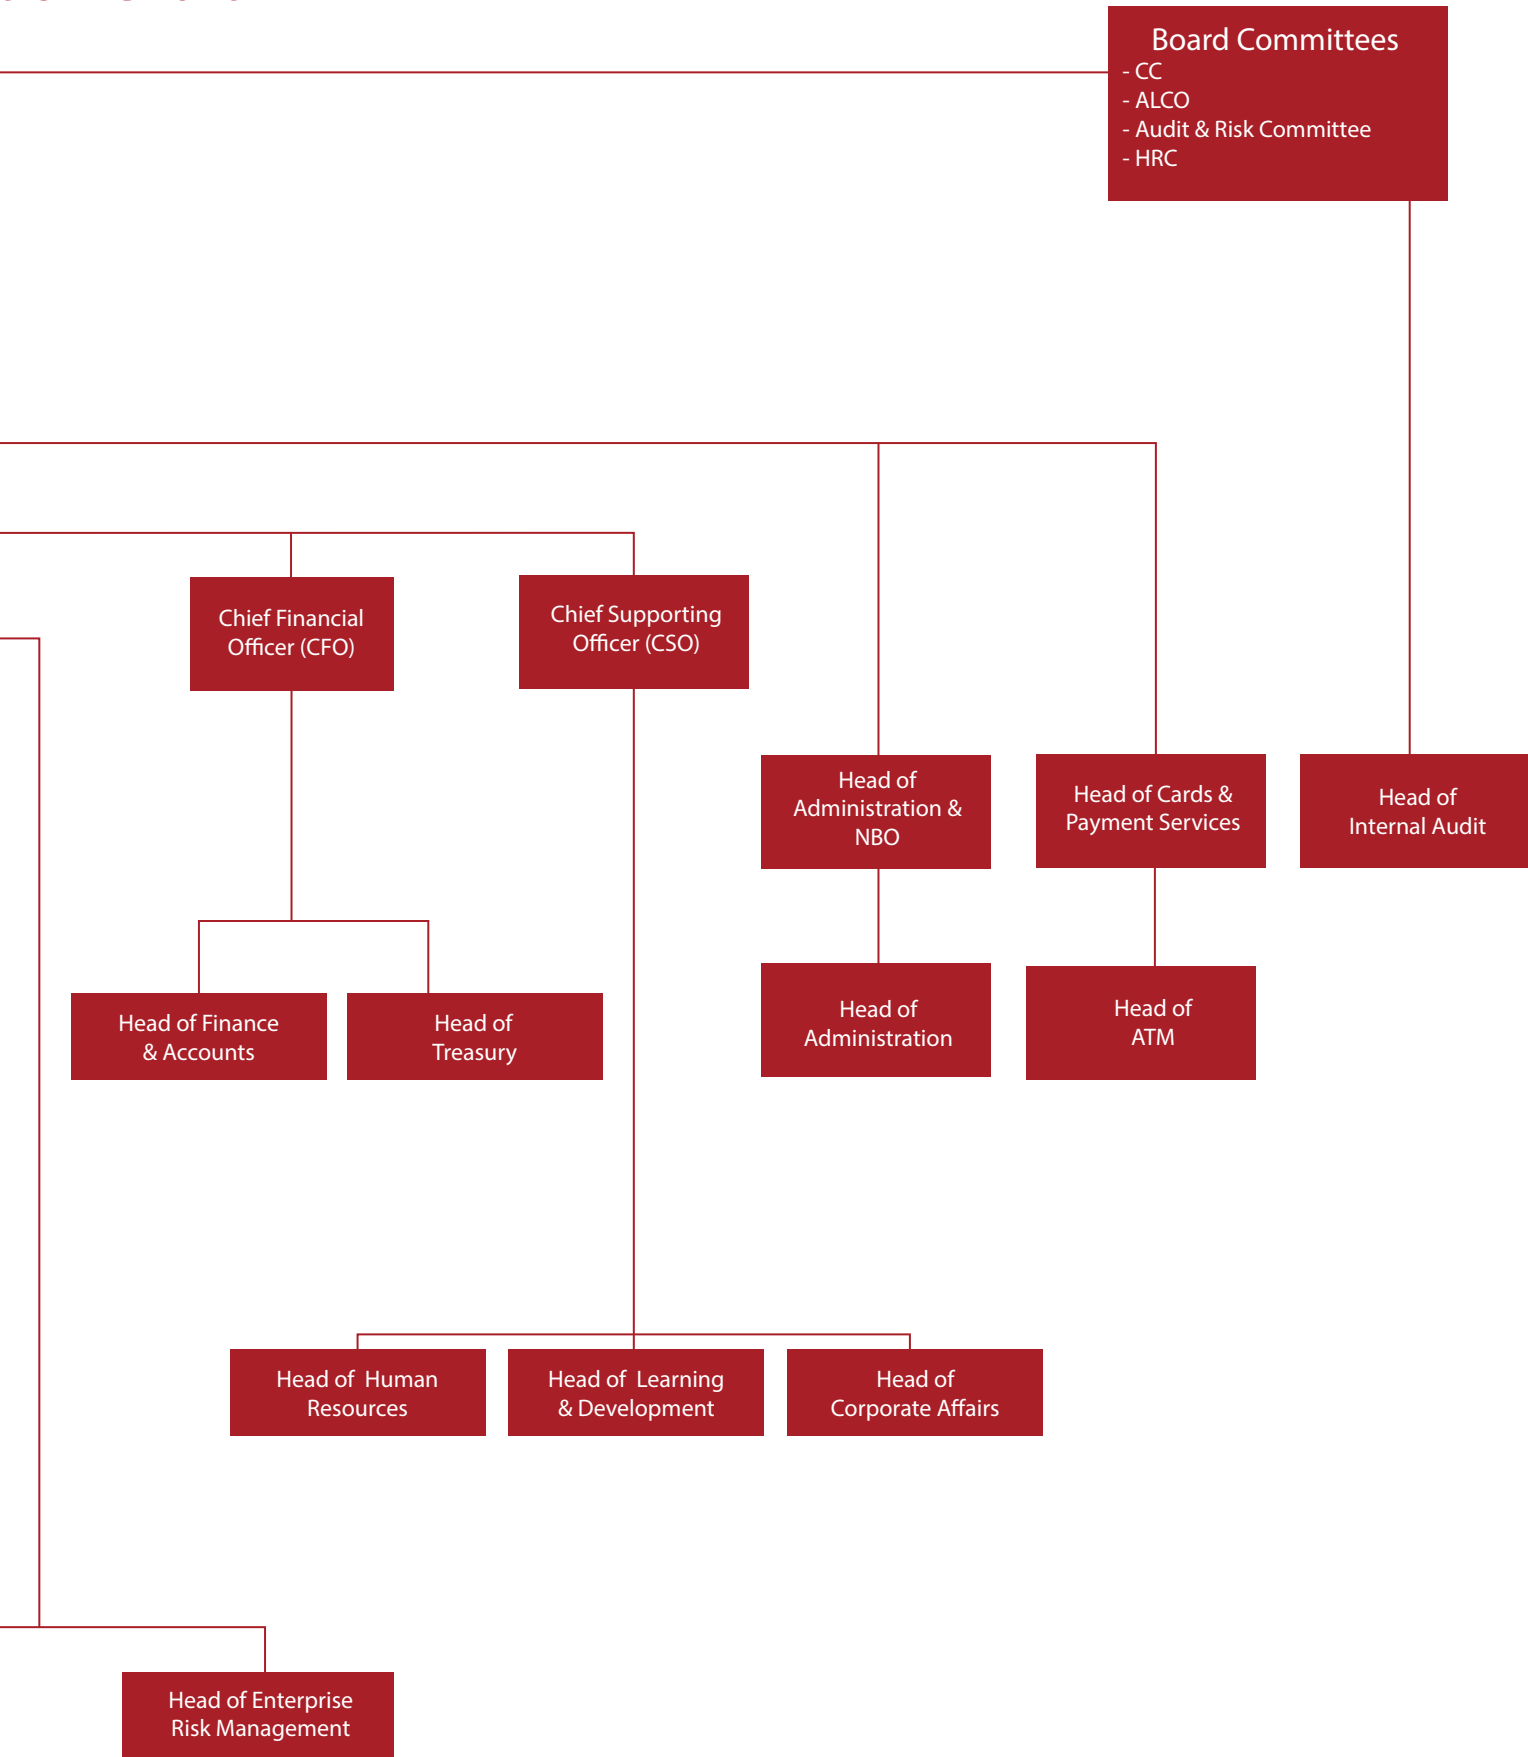 Board Committees
- CC
- ALCO
- Audit & Risk Committee
- HRC
Chief Financial
Officer (CFO)
Chief Supporting
Officer (CSO)
Head of
Administration &
NBO
Head of Cards &
Payment Services
Head of
Internal Audit
Head of Finance
& Accounts
Head of
Treasury
Head of
Administration
Head of
ATM
Head of Human
Resources
Head of Learning
& Development
Head of
Corporate Affairs
Head of Enterprise
Risk Management